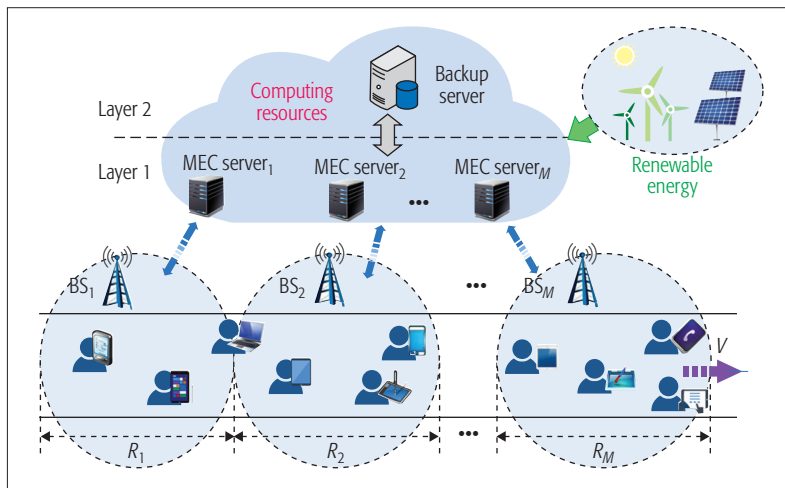 Computing
resources
Backup
server
Layer 2
Layer 1
MEC server1
MEC server2
MEC serverM
...
Renewable
energy
BS1
BS2
...
BSM
V
R1
R2
...
RM